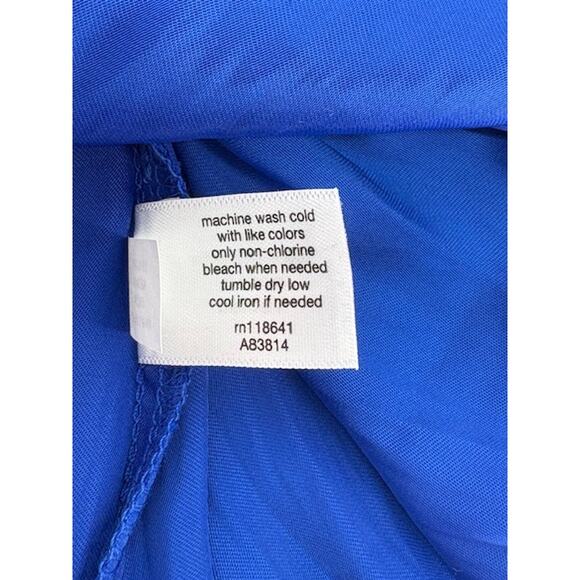 machine wash cold
with like colors
only non-chlorine
bleach when needed
tumble dry low
cool iron if needed
rn118641
A83814